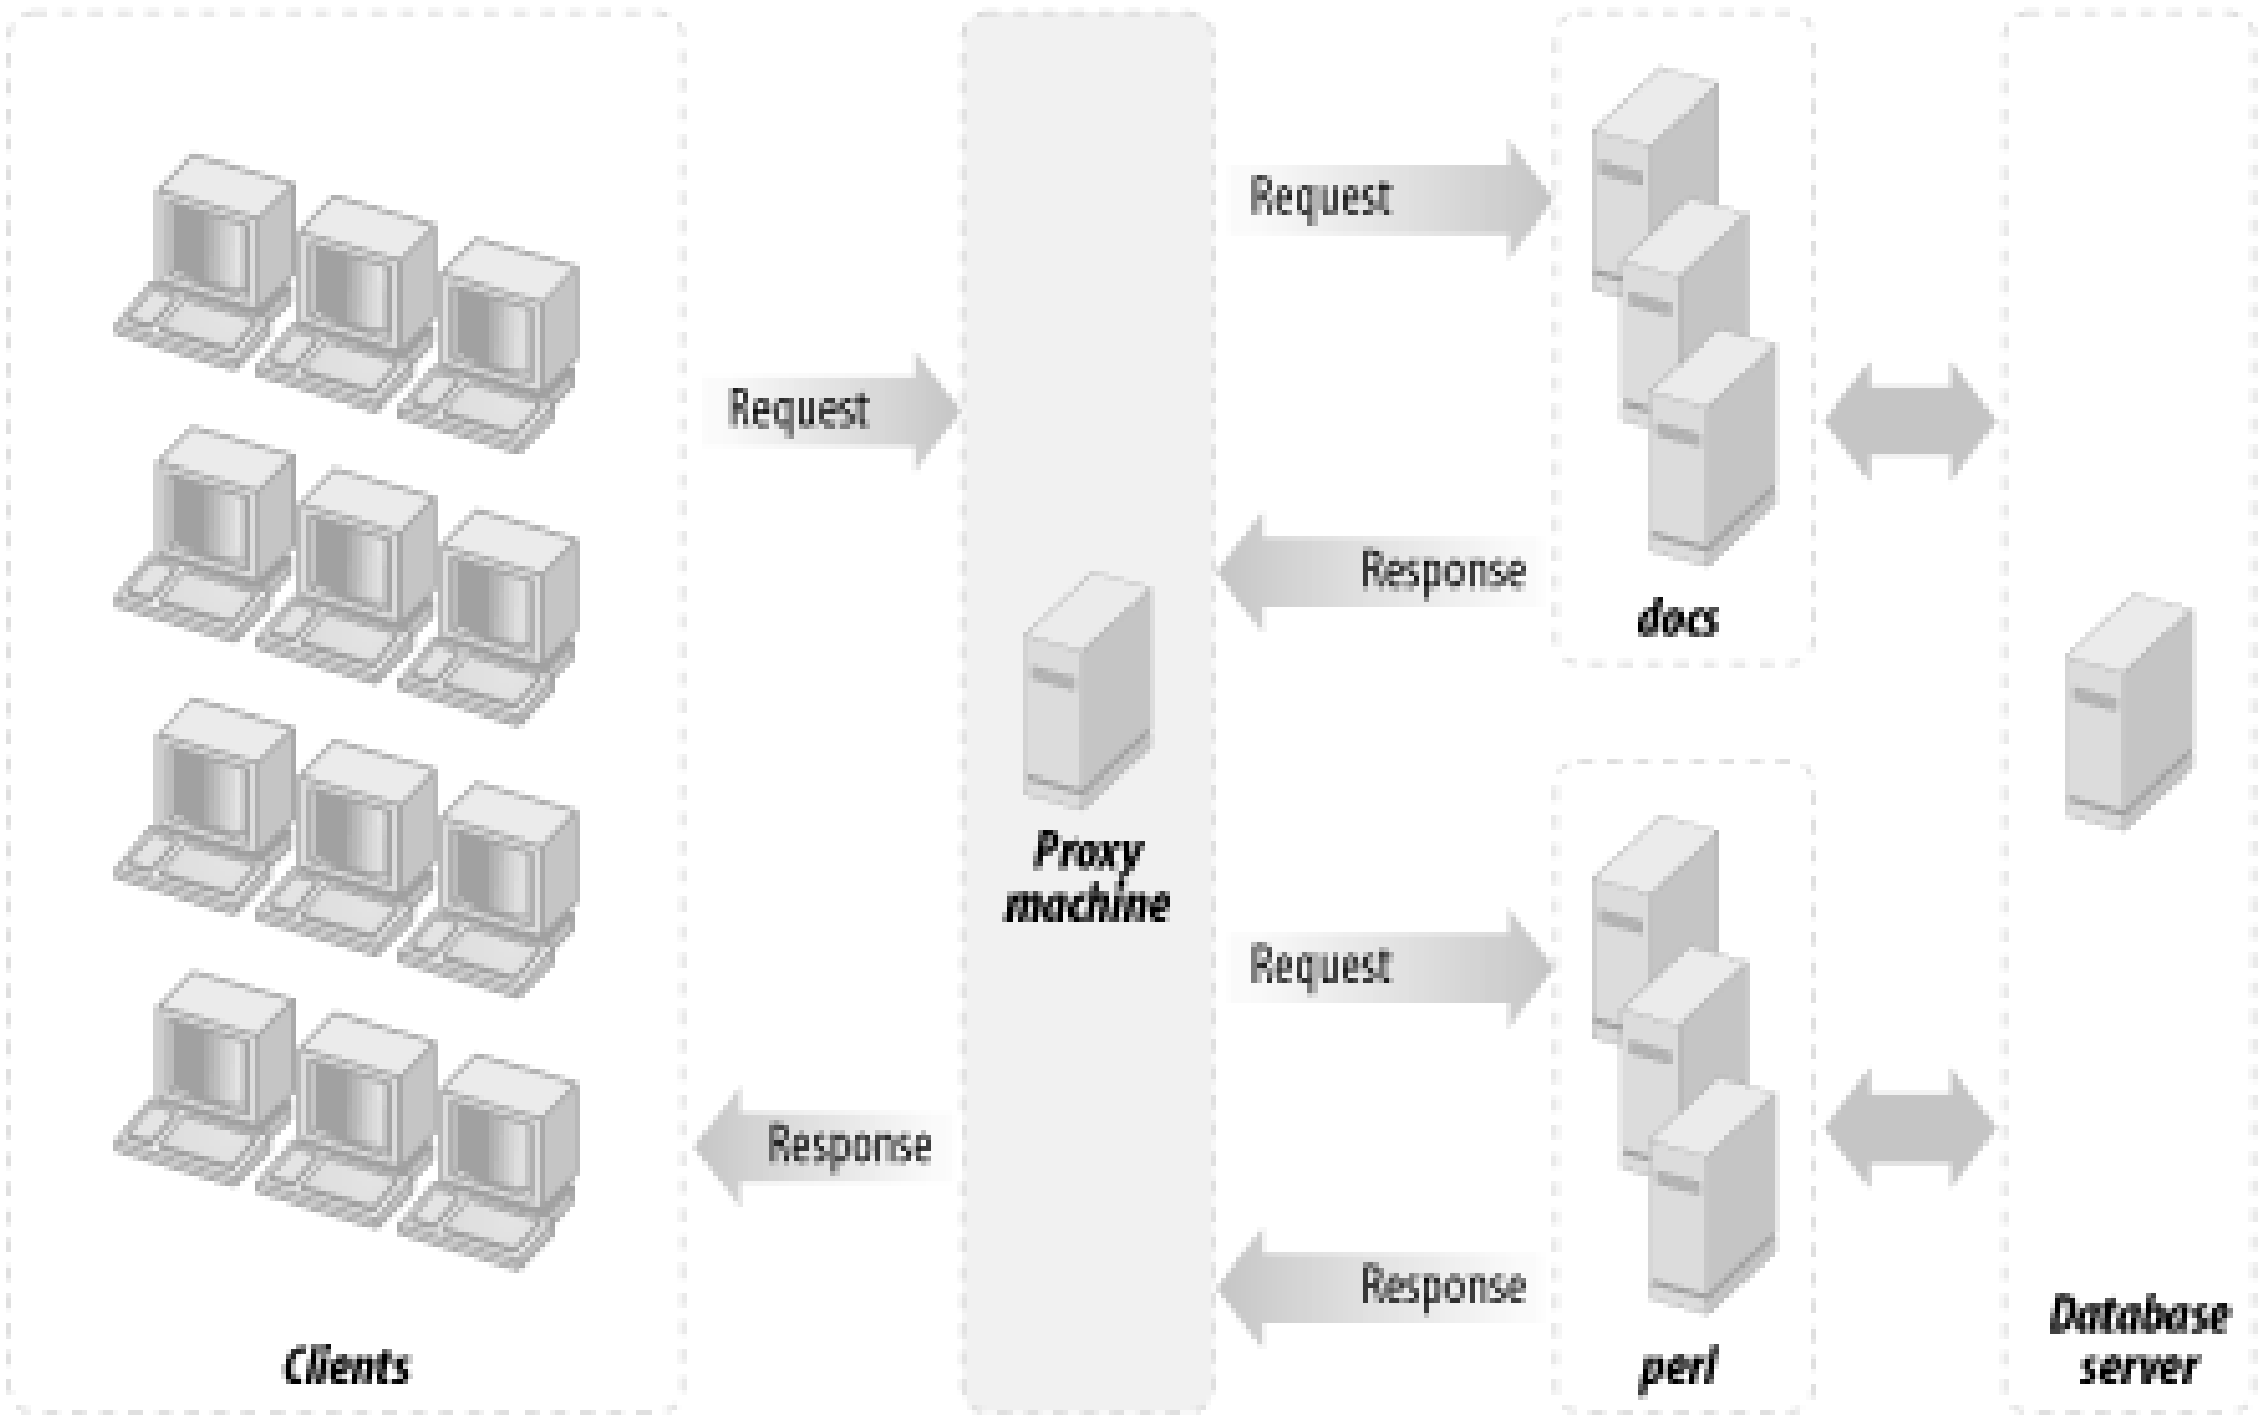 Request
Request
Response
docs
Proxy
machine
Request
Response
Response
Clients
perl
Database
server